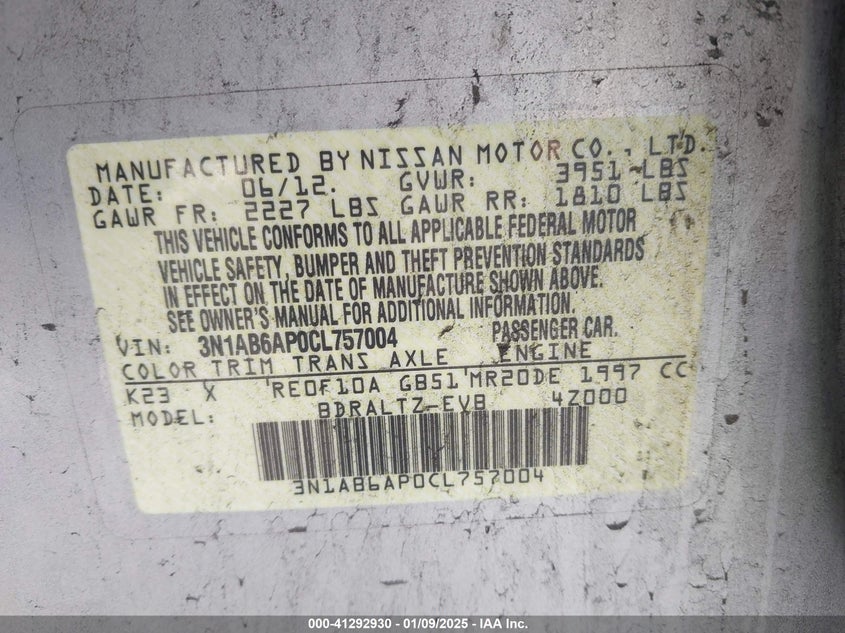 MANUFACTURED BY NISSAN MOTOR CO., LTD.
DATE: 06/12. GVWR: 3951 LBS
GAWR FR: 2227 LBS GAWR RR: 1810 LBS
THIS VEHICLE CONFORMS TO ALL APPLICABLE FEDERAL MOTOR
VEHICLE SAFETY, BUMPER AND THEFT PREVENTION STANDARDS
IN EFFECT ON THE DATE OF MANUFACTURE SHOWN ABOVE.
SEE OWNER'S MANUAL FOR ADDITIONAL INFORMATION.
VIN: 3N1AB6AP0CL757004 PASSENGER CAR.
COLOR TRIM TRANS AXLE ENGINE
K23 X RE0F10A GB51 MR20DE 1997 CC
MODEL: BDRALTZ-EVB 4Z000
3N1AB6AP0CL757004
000-41292930 - 01/09/2025 - IAA Inc.